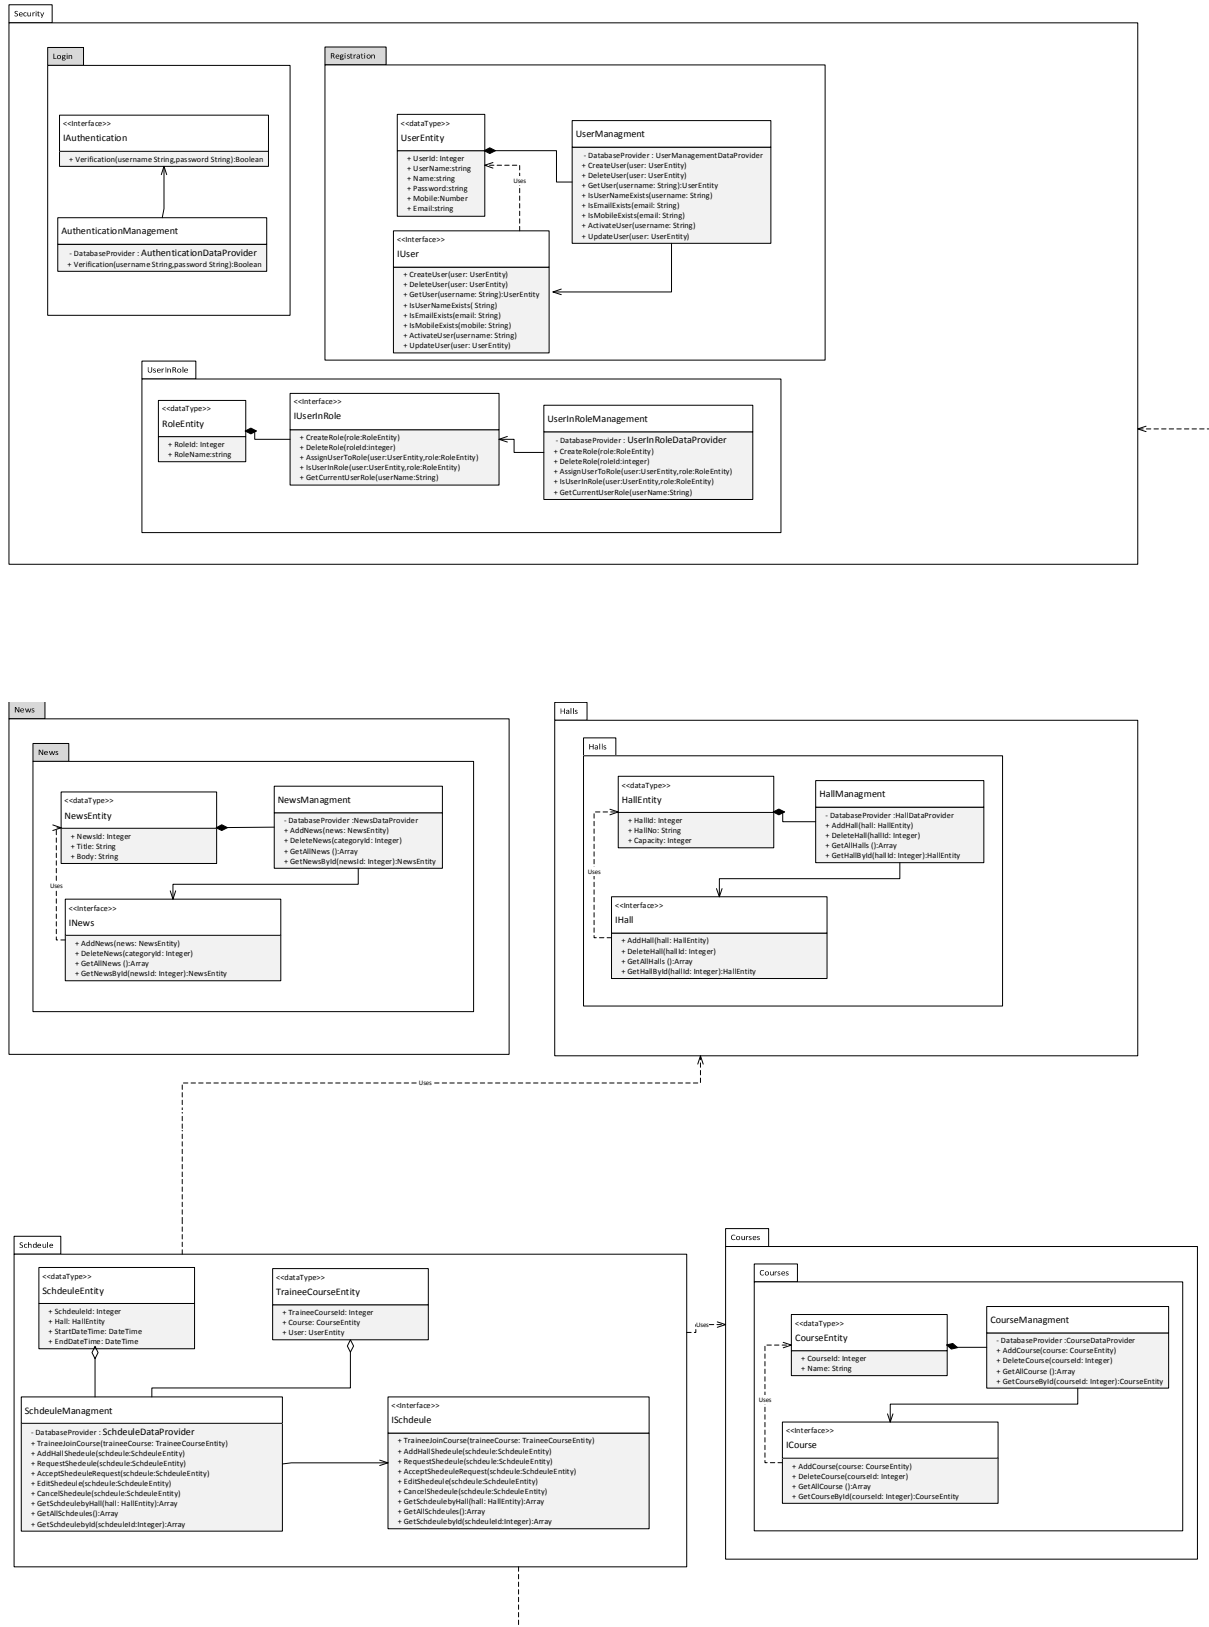 Security
Login
<<Interface>>
IAuthentication
+ Verification(username String,password String):Boolean
AuthenticationManagement
- DatabaseProvider : AuthenticationDataProvider
+ Verification(username String,password String):Boolean
Registration
<<dataType>>
UserEntity
+ UserId: Integer
+ UserName:string
+ Name:string
+ Password:string
+ Mobile:Number
+ Email:string
Uses
UserManagment
- DatabaseProvider : UserManagementDataProvider
+ CreateUser(user: UserEntity)
+ DeleteUser(user: UserEntity)
+ GetUser(username: String):UserEntity
+ IsUserNameExists(username: String)
+ IsEmailExists(email: String)
+ IsMobileExists(email: String)
+ ActivateUser(username: String)
+ UpdateUser(user: UserEntity)
<<Interface>>
IUser
+ CreateUser(user: UserEntity)
+ DeleteUser(user: UserEntity)
+ GetUser(username: String):UserEntity
+ IsUserNameExists( String)
+ IsEmailExists(email: String)
+ IsMobileExists(mobile: String)
+ ActivateUser(username: String)
+ UpdateUser(user: UserEntity)
UserInRole
<<dataType>>
RoleEntity
+ RoleId: Integer
+ RoleName:string
<<Interface>>
IUserInRole
+ CreateRole(role:RoleEntity)
+ DeleteRole(roleId:integer)
+ AssignUserToRole(user:UserEntity,role:RoleEntity)
+ IsUserInRole(user:UserEntity,role:RoleEntity)
+ GetCurrentUserRole(userName:String)
UserInRoleManagement
- DatabaseProvider : UserInRoleDataProvider
+ CreateRole(role:RoleEntity)
+ DeleteRole(roleId:integer)
+ AssignUserToRole(user:UserEntity,role:RoleEntity)
+ IsUserInRole(user:UserEntity,role:RoleEntity)
+ GetCurrentUserRole(userName:String)
News
News
<<dataType>>
NewsEntity
+ NewsId: Integer
+ Title: String
+ Body: String
Uses
NewsManagment
- DatabaseProvider :NewsDataProvider
+ AddNews(news: NewsEntity)
+ DeleteNews(categoryId: Integer)
+ GetAllNews ():Array
+ GetNewsById(newsId: Integer):NewsEntity
<<Interface>>
INews
+ AddNews(news: NewsEntity)
+ DeleteNews(categoryId: Integer)
+ GetAllNews ():Array
+ GetNewsById(newsId: Integer):NewsEntity
Halls
Halls
<<dataType>>
HallEntity
+ HallId: Integer
+ HallNo: String
+ Capacity: Integer
Uses
HallManagment
- DatabaseProvider :HallDataProvider
+ AddHall(hall: HallEntity)
+ DeleteHall(hallId: Integer)
+ GetAllHalls ():Array
+ GetHallById(hallId: Integer):HallEntity
<<Interface>>
IHall
+ AddHall(hall: HallEntity)
+ DeleteHall(hallId: Integer)
+ GetAllHalls ():Array
+ GetHallById(hallId: Integer):HallEntity
Uses
Schdeule
<<dataType>>
SchdeuleEntity
+ SchdeuleId: Integer
+ Hall: HallEntity
+ StartDateTime: DateTime
+ EndDateTime: DateTime
<<dataType>>
TraineeCourseEntity
+ TraineeCourseId: Integer
+ Course: CourseEntity
+ User: UserEntity
SchdeuleManagment
- DatabaseProvider : SchdeuleDataProvider
+ TraineeJoinCourse(traineeCourse: TraineeCourseEntity)
+ AddHallShedeule(schdeule:SchdeuleEntity)
+ RequestShedeule(schdeule:SchdeuleEntity)
+ AcceptShedeuleRequest(schdeule:SchdeuleEntity)
+ EditShedeule(schdeule:SchdeuleEntity)
+ CancelShedeule(schdeule:SchdeuleEntity)
+ GetSchdeulebyHall(hall: HallEntity):Array
+ GetAllSchdeules():Array
+ GetSchdeulebyId(schdeuleId:Integer):Array
<<Interface>>
ISchdeule
+ TraineeJoinCourse(traineeCourse: TraineeCourseEntity)
+ AddHallShedeule(schdeule:SchdeuleEntity)
+ RequestShedeule(schdeule:SchdeuleEntity)
+ AcceptShedeuleRequest(schdeule:SchdeuleEntity)
+ EditShedeule(schdeule:SchdeuleEntity)
+ CancelShedeule(schdeule:SchdeuleEntity)
+ GetSchdeulebyHall(hall: HallEntity):Array
+ GetAllSchdeules():Array
+ GetSchdeulebyId(schdeuleId:Integer):Array
Uses
Courses
Courses
<<dataType>>
CourseEntity
+ CourseId: Integer
+ Name: String
Uses
CourseManagment
- DatabaseProvider :CourseDataProvider
+ AddCourse(course: CourseEntity)
+ DeleteCourse(courseId: Integer)
+ GetAllCourse ():Array
+ GetCourseById(courseId: Integer):CourseEntity
<<Interface>>
ICourse
+ AddCourse(course: CourseEntity)
+ DeleteCourse(courseId: Integer)
+ GetAllCourse ():Array
+ GetCourseById(courseId: Integer):CourseEntity